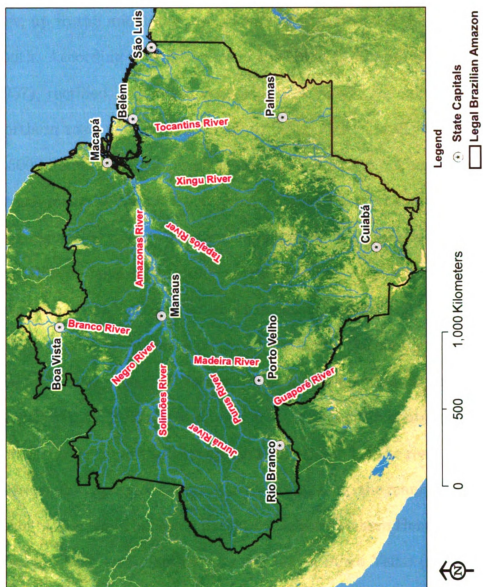 Boa Vista
Branco River
Macapá
Belém
São Luis
Negro River
Amazonas River
Manaus
Solimões River
Tapajós River
Xingu River
Tocantins River
Juruá River
Purus River
Madeira River
Porto Velho
Palmas
Rio Branco
Guaporé River
Cuiabá
N
0
500
1,000 Kilometers
Legend
State Capitals
Legal Brazilian Amazon